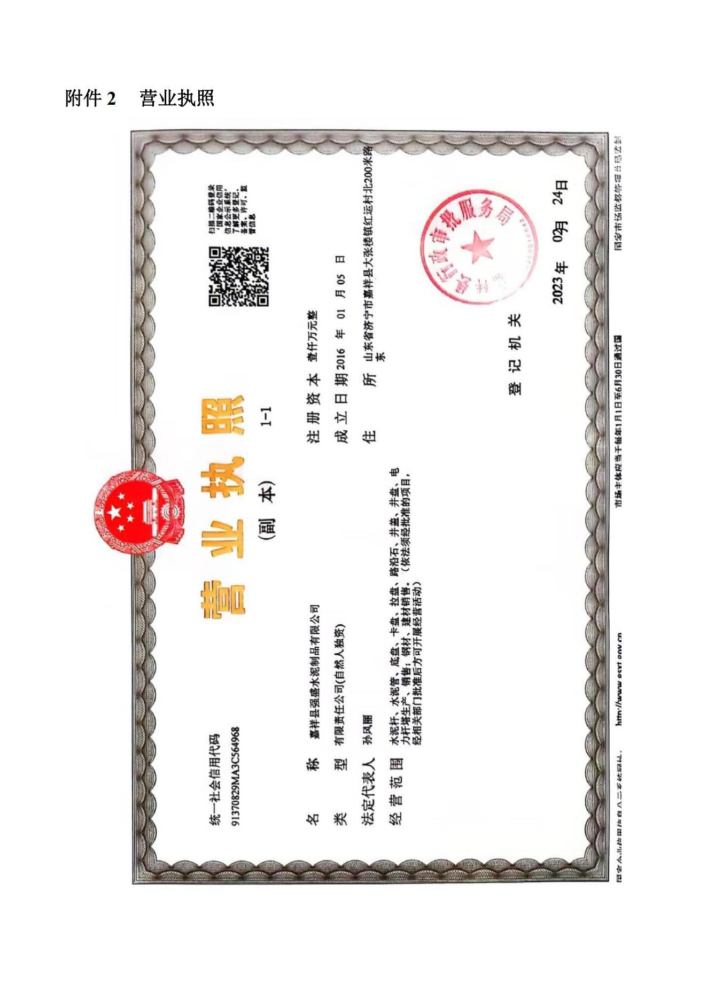 附件2 营业执照
统一社会信用代码
91370829MA3C564968
营业执照
(副 本) 1-1
扫描二维码登录
‘国家企业信用
信息公示系统’
了解更多登记、
备案、许可、监
管信息
名 称 嘉祥县强盛水泥制品有限公司
类 型 有限责任公司(自然人独资)
法定代表人 孙风丽
经营范围 水泥杆、水泥管、底盘、卡盘、拉盘、路沿石、井盖、井盘、电
力杆塔生产、销售；钢材、建材销售。（依法须经批准的项目，
经相关部门批准后方可开展经营活动）
注册资本 壹仟万元整
成立日期 2016 年 01 月 05 日
住 所 山东省济宁市嘉祥县大张楼镇红运村北200米路
东
登记机关
县行政审批服务局
2023年 02月 24日
国家企业信用信息公示系统网址: http://www.gsxt.gov.cn
市场主体应当于每年1月1日至6月30日通过国
国家市场监督管理总局监制